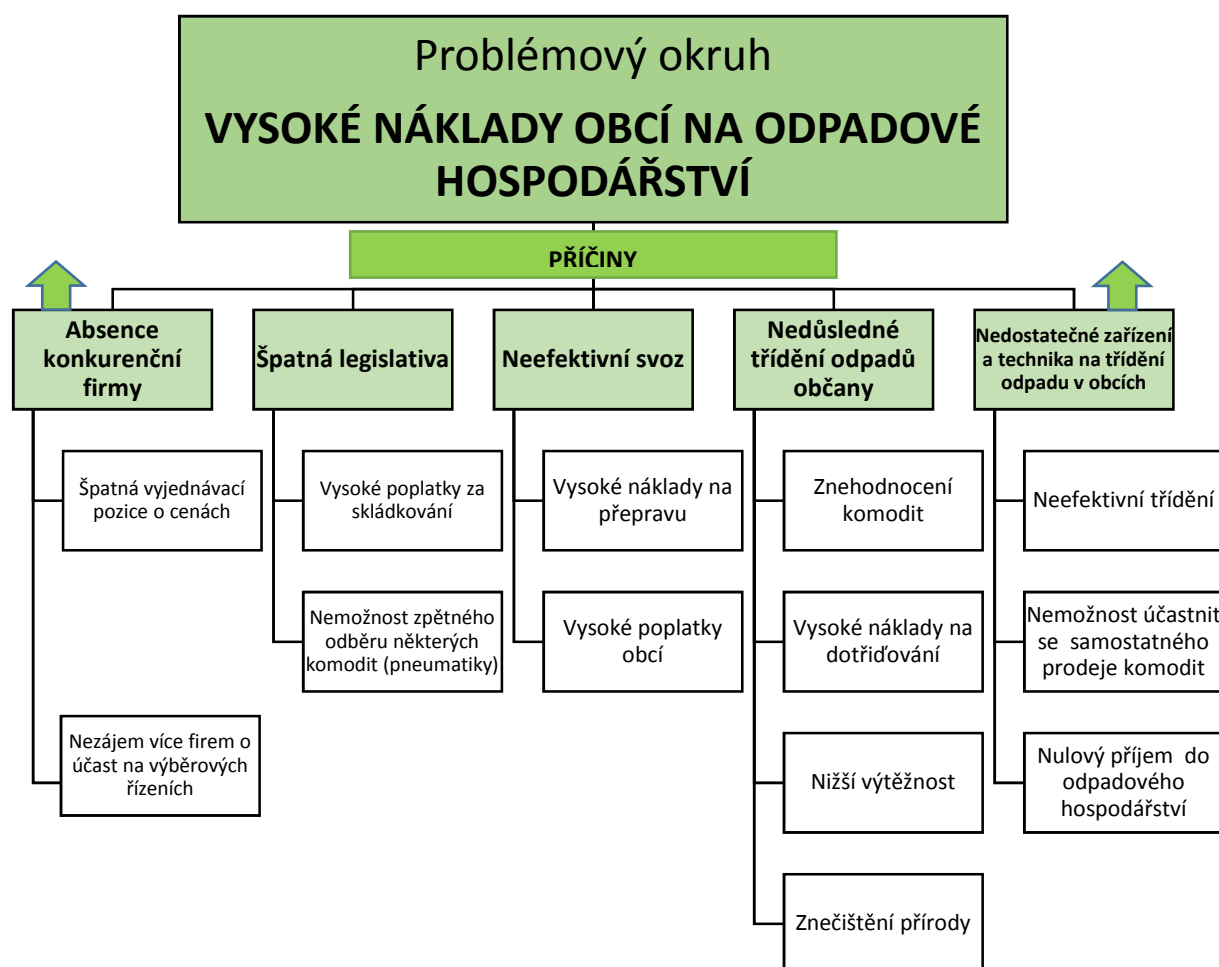 Problémový okruh
VYSOKÉ NÁKLADY OBCÍ NA ODPADOVÉ
HOSPODÁŘSTVÍ
PŘÍČINY
Absence
konkurenční
firmy
Špatná vyjednávací
pozice o cenách
Nezájem více firem o
účast na výběrových
řízeních
Špatná legislativa
Vysoké poplatky za
skládkování
Nemožnost zpětného
odběru některých
komodit (pneumatiky)
Neefektivní svoz
Vysoké náklady na
přepravu
Vysoké poplatky
obcí
Nedůsledné
třídění odpadů
občany
Znehodnocení
komodit
Vysoké náklady na
dotřiďování
Nižší výtěžnost
Znečištění přírody
Nedostatečné zařízení
a technika na třídění
odpadu v obcích
Neefektivní třídění
Nemožnost účastnit
se samostatného
prodeje komodit
Nulový příjem do
odpadového
hospodářství